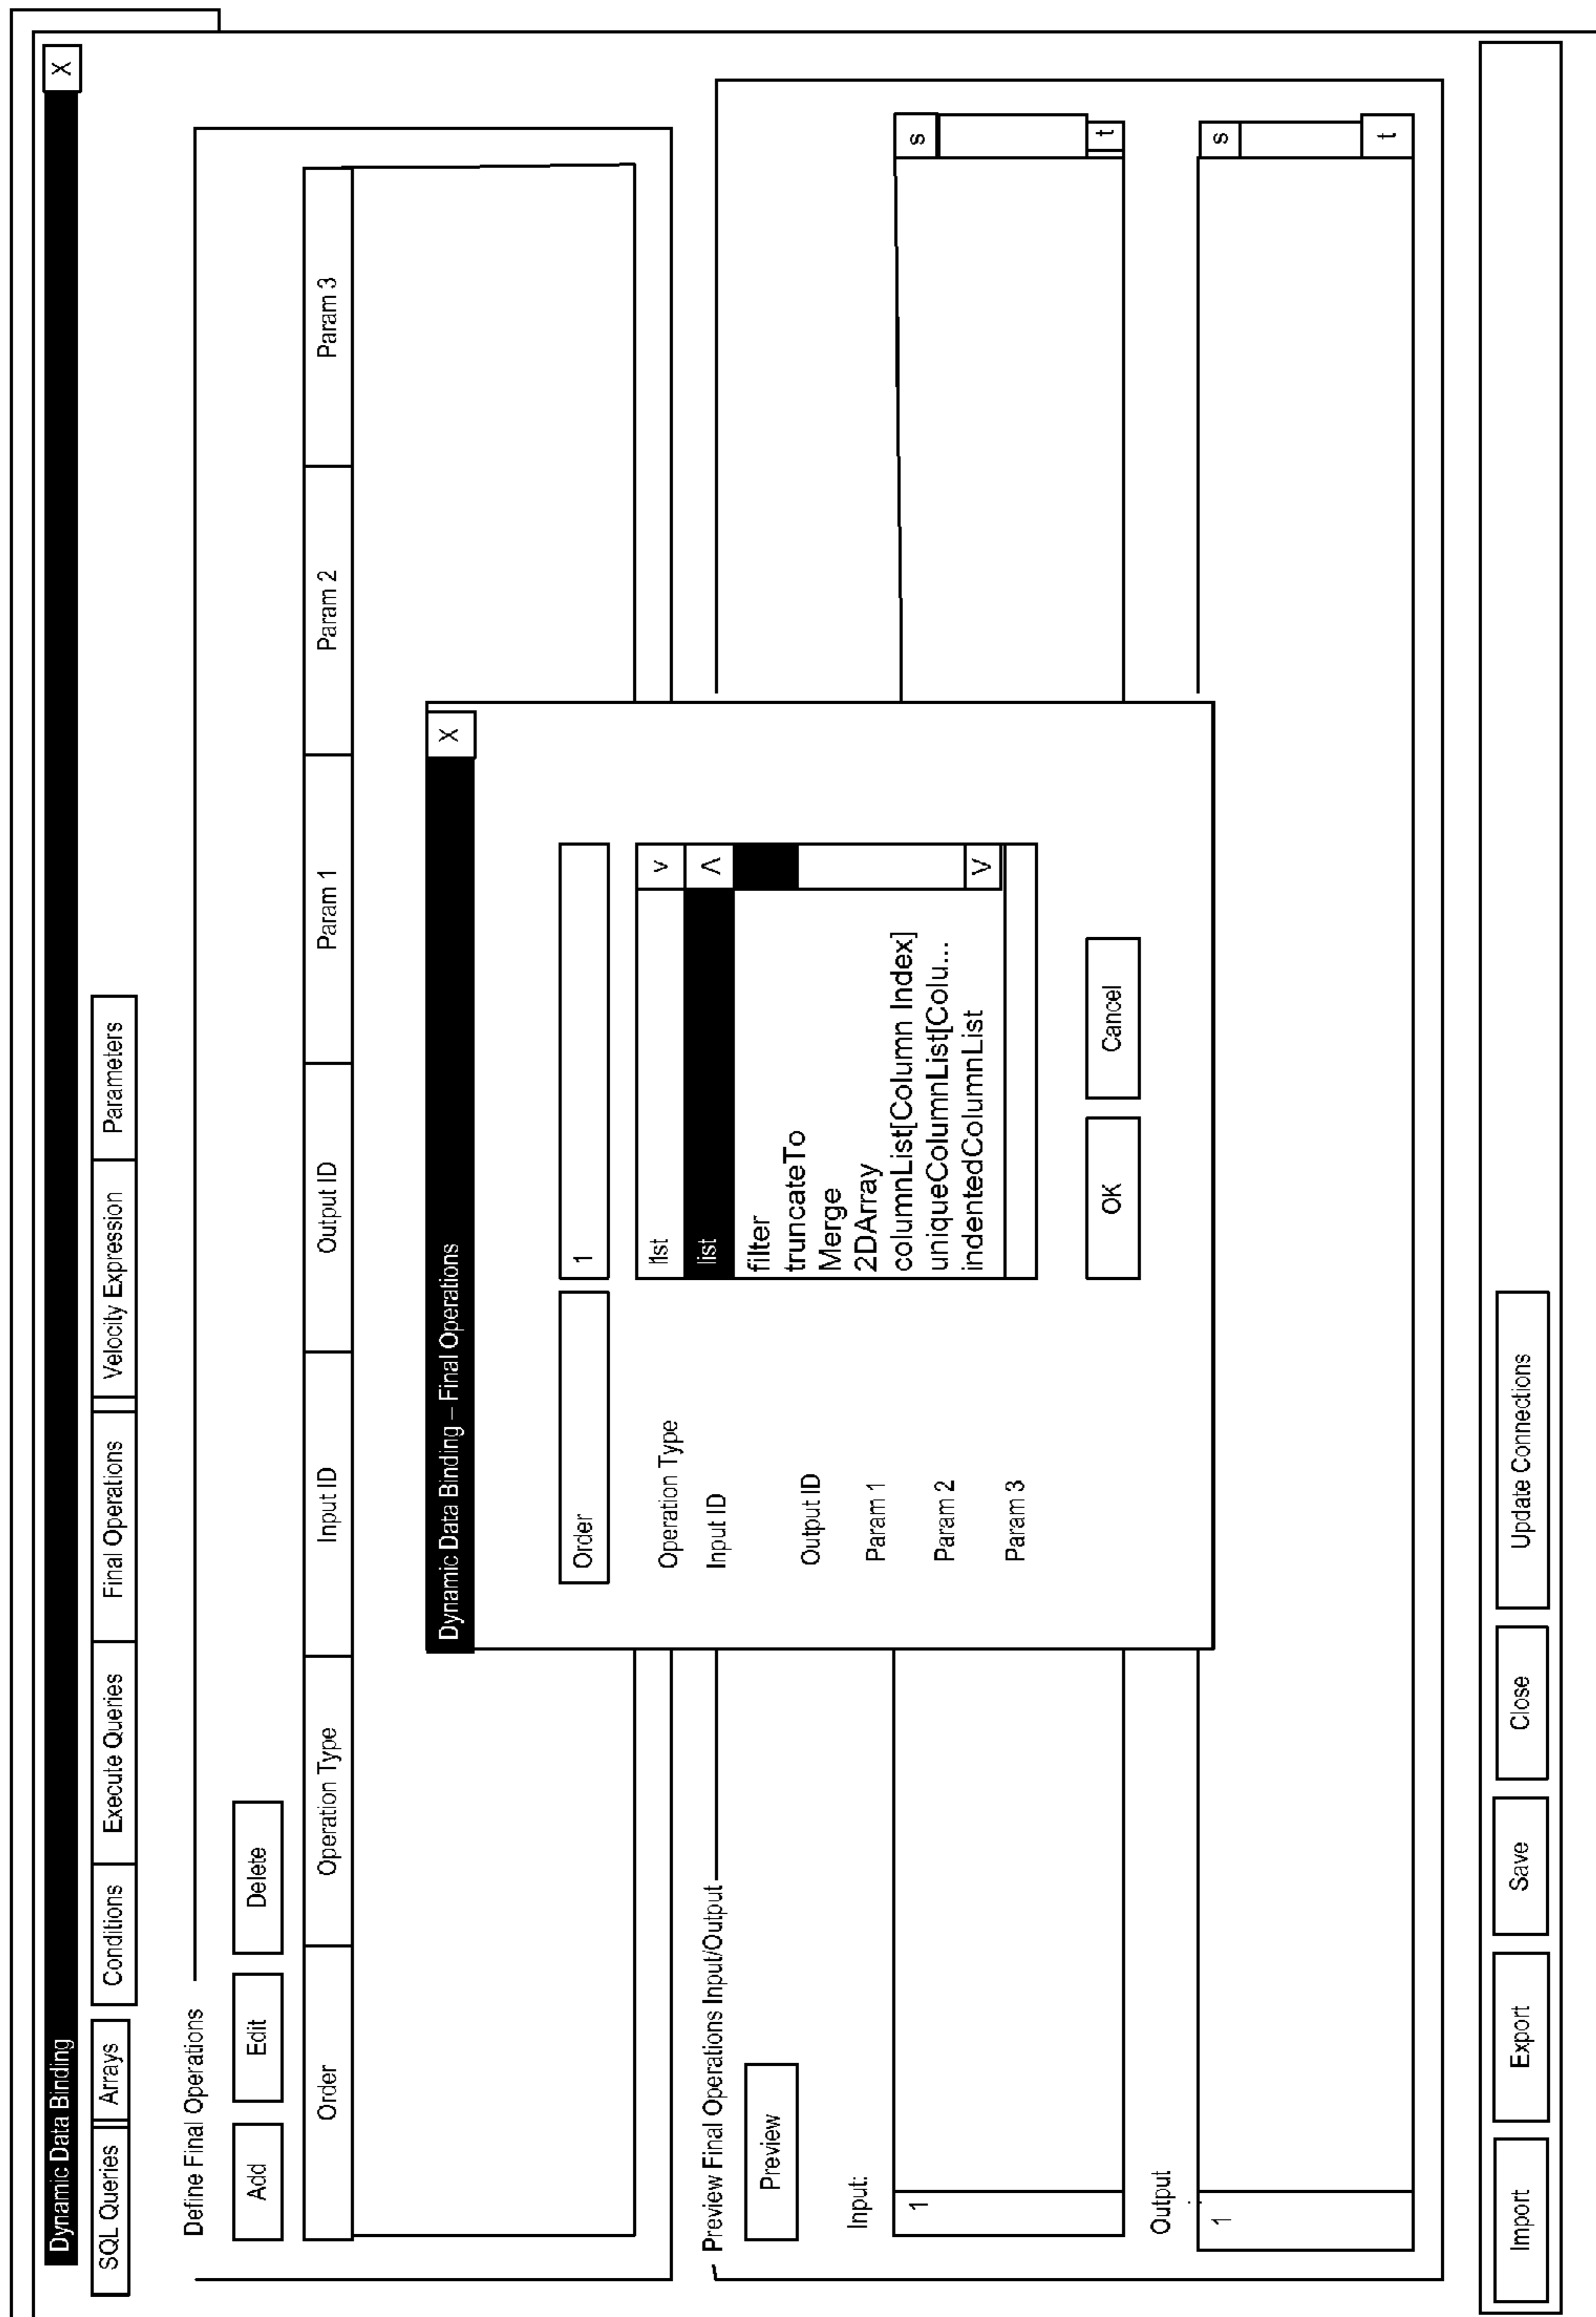 Dynamic Data Binding X
SQL Queries Arrays Conditions Execute Queries Final Operations Velocity Expression Parameters
Define Final Operations
Add Edit Delete
Order Operation Type Input ID Output ID Param 1 Param 2 Param 3
Dynamic Data Binding – Final Operations X
Order 1
Operation Type list v
Input ID list ^
filter
truncateTo
Output ID
Merge
2DArray
Param 1
columnList[Column Index]
uniqueColumnList[Colu...
Param 2
indentedColumnList V
Param 3
OK Cancel
Preview Final Operations Input/Output
Preview
Input:
1
s
t
Output
:
1
s
t
Import Export Save Close Update Connections